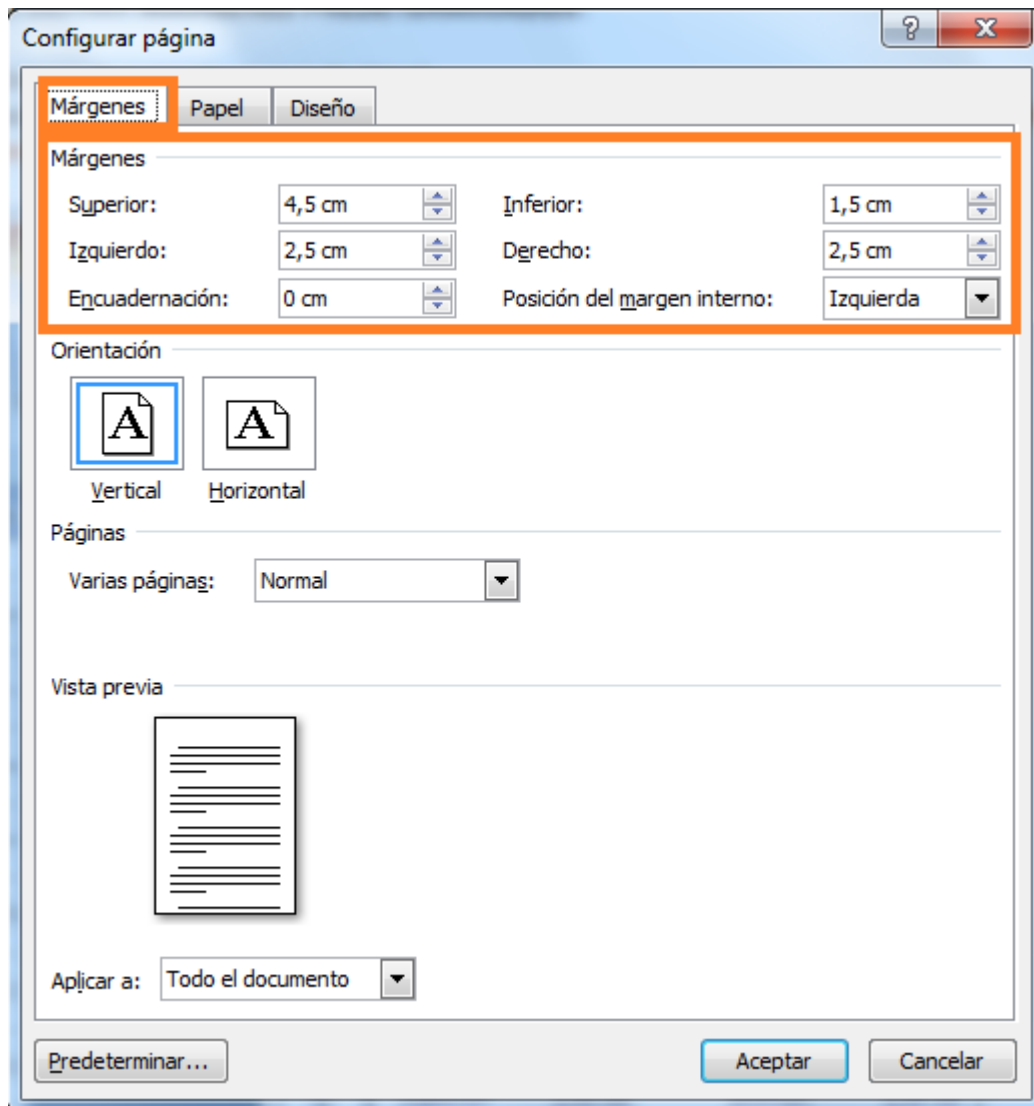 Configurar página
Márgenes Papel Diseño
Márgenes
Superior: 4,5 cm Inferior: 1,5 cm
Izquierdo: 2,5 cm Derecho: 2,5 cm
Encuadernación: 0 cm Posición del margen interno: Izquierda
Orientación
A A
Vertical Horizontal
Páginas
Varias páginas: Normal
Vista previa
Aplicar a: Todo el documento
Predeterminar... Aceptar Cancelar